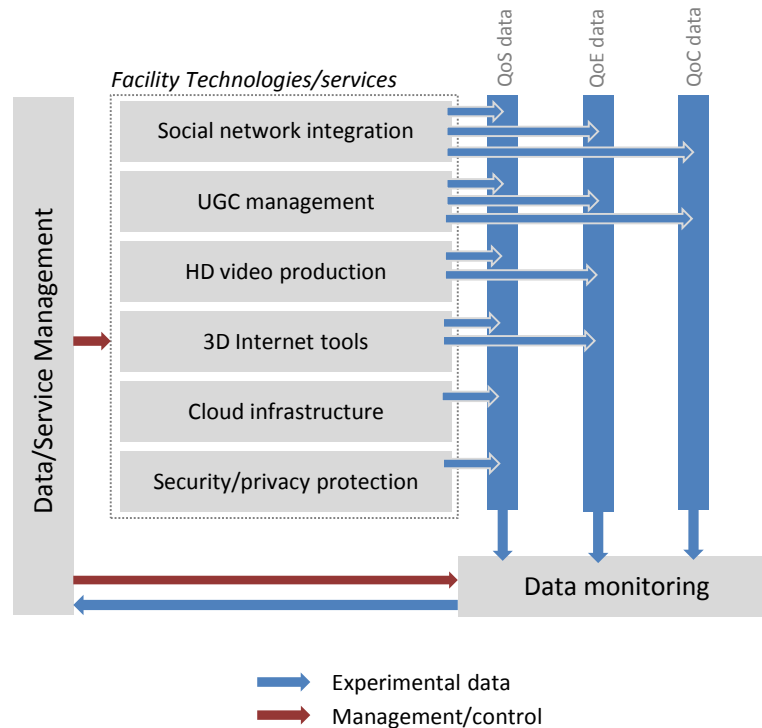 QoS data
QoE data
QoC data
Facility Technologies/services
Social network integration
UGC management
HD video production
3D Internet tools
Cloud infrastructure
Security/privacy protection
Data/Service Management
Data monitoring
Experimental data
Management/control